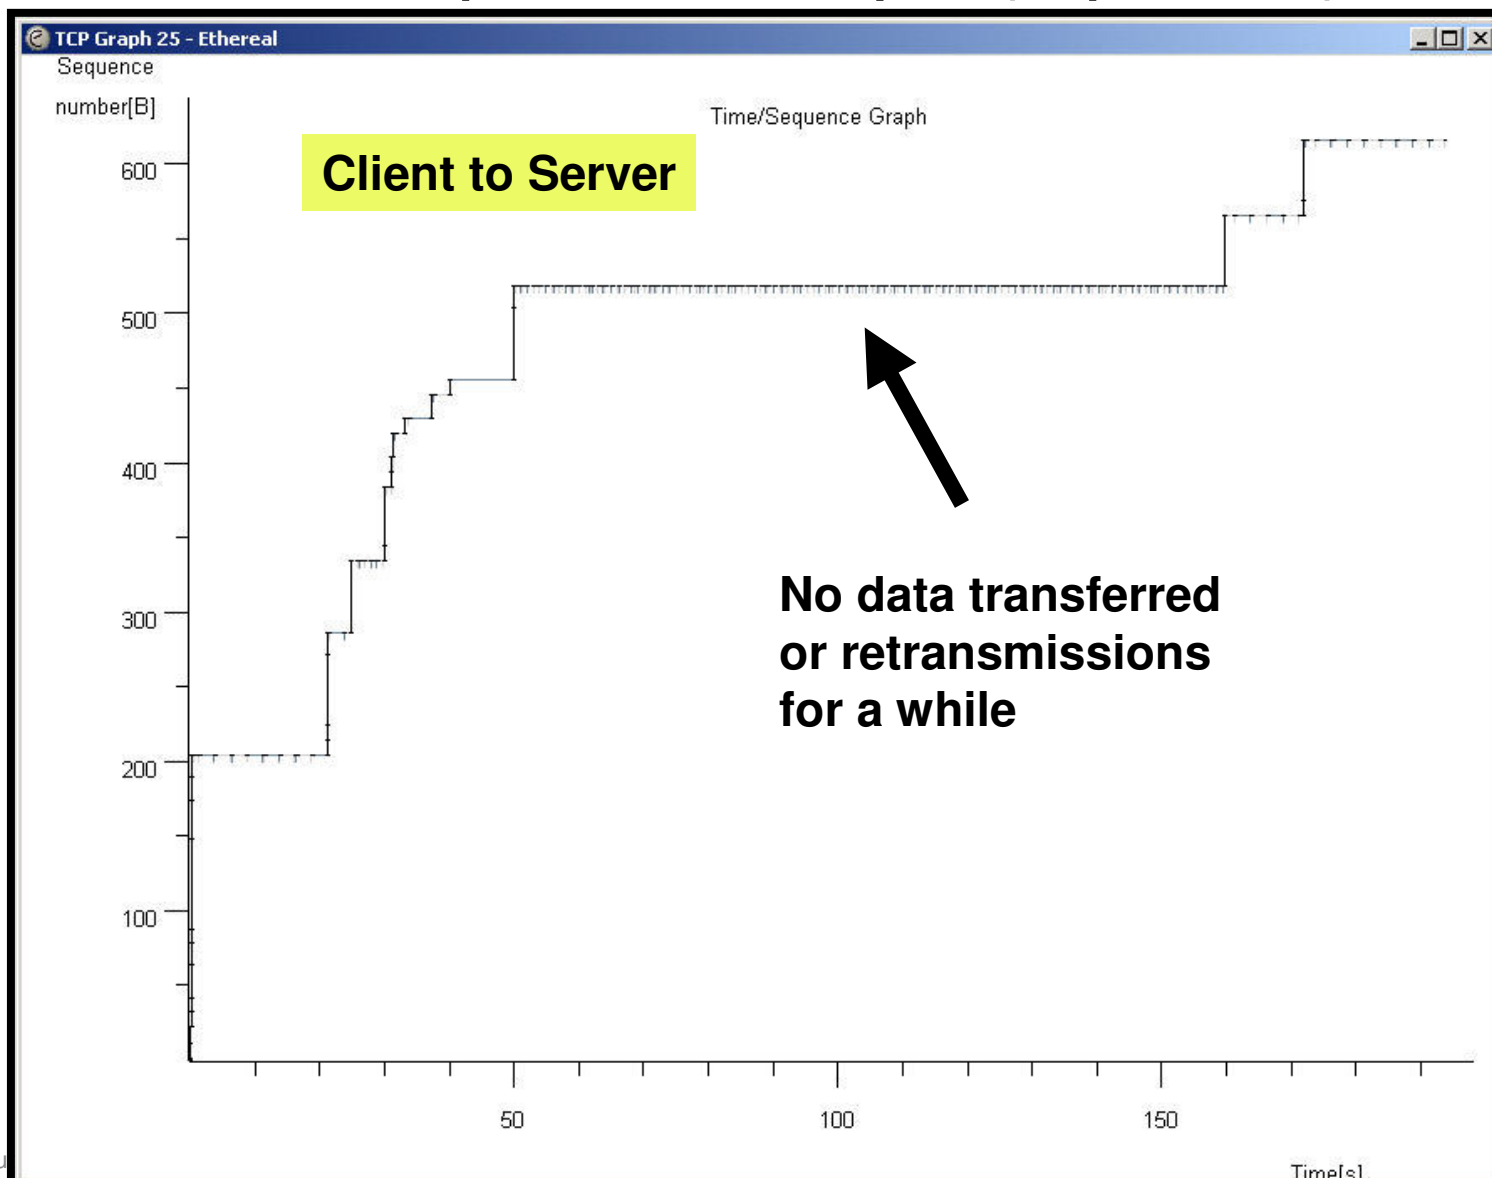 TCP Graph 25 - Ethereal
Sequence
number[B]
Time/Sequence Graph
Client to Server
600
500
400
300
200
100
No data transferred
or retransmissions
for a while
50
100
150
Time[s]